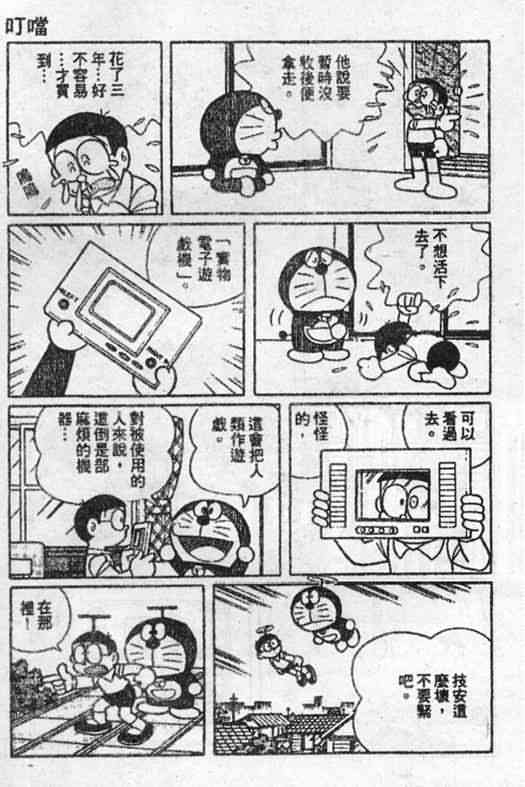 叮噹
他說要
暫時沒
收後便
拿走。
花了三
年…好
不容易
…才買
到…
嗚嗚
不想活下
去了。
「實物
電子遊
戲機」。
可以
看過
去。
怪怪
的，
這會把人
類作遊
戲。
對被使用的
人來說，
這倒是部
麻煩的機
器…
技安這
麼壞，
不要緊
吧。
在那
裡！